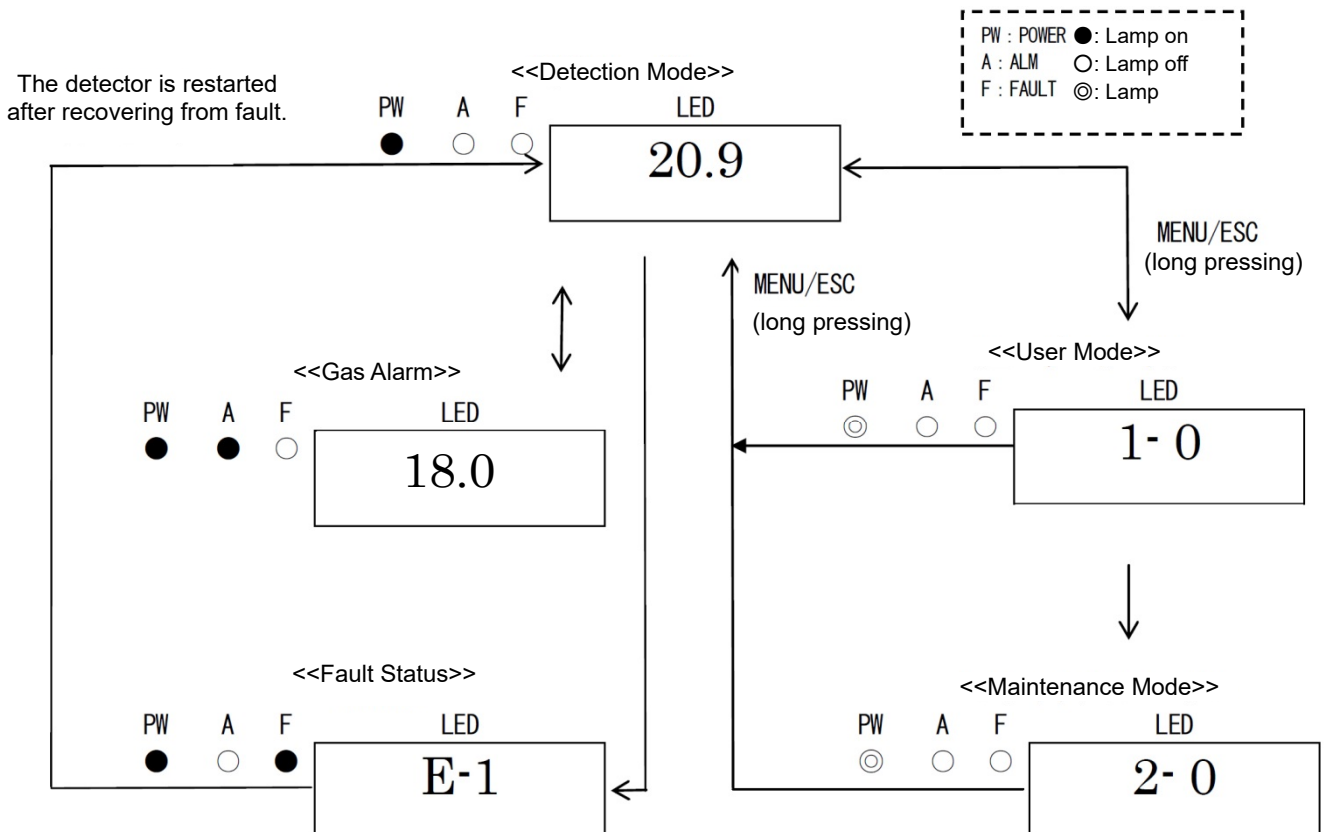 PW : POWER ●: Lamp on
A : ALM ○: Lamp off
F : FAULT ◎: Lamp
The detector is restarted
after recovering from fault.
<<Detection Mode>>
PW A F LED
20.9
MENU/ESC
(long pressing)
MENU/ESC
(long pressing)
<<Gas Alarm>>
PW A F LED
18.0
<<User Mode>>
PW A F LED
1- 0
<<Fault Status>>
PW A F LED
E-1
<<Maintenance Mode>>
PW A F LED
2- 0